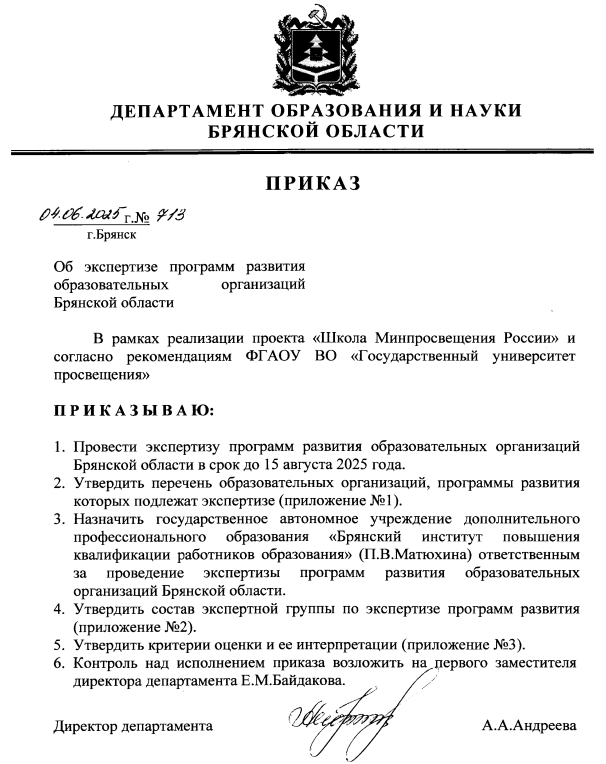 ДЕПАРТАМЕНТ ОБРАЗОВАНИЯ И НАУКИ
БРЯНСКОЙ ОБЛАСТИ
ПРИКАЗ
04.06.2025 г.№ 713
г.Брянск
Об экспертизе программ развития
образовательных организаций
Брянской области
В рамках реализации проекта «Школа Минпросвещения России» и
согласно рекомендациям ФГАОУ ВО «Государственный университет
просвещения»
П Р И К А З Ы В А Ю:
1. Провести экспертизу программ развития образовательных организаций
Брянской области в срок до 15 августа 2025 года.
2. Утвердить перечень образовательных организаций, программы развития
которых подлежат экспертизе (приложение №1).
3. Назначить государственное автономное учреждение дополнительного
профессионального образования «Брянский институт повышения
квалификации работников образования» (П.В.Матюхина) ответственным
за проведение экспертизы программ развития образовательных
организаций Брянской области.
4. Утвердить состав экспертной группы по экспертизе программ развития
(приложение №2).
5. Утвердить критерии оценки и ее интерпретации (приложение №3).
6. Контроль над исполнением приказа возложить на первого заместителя
директора департамента Е.М.Байдакова.
Директор департамента А.А.Андреева